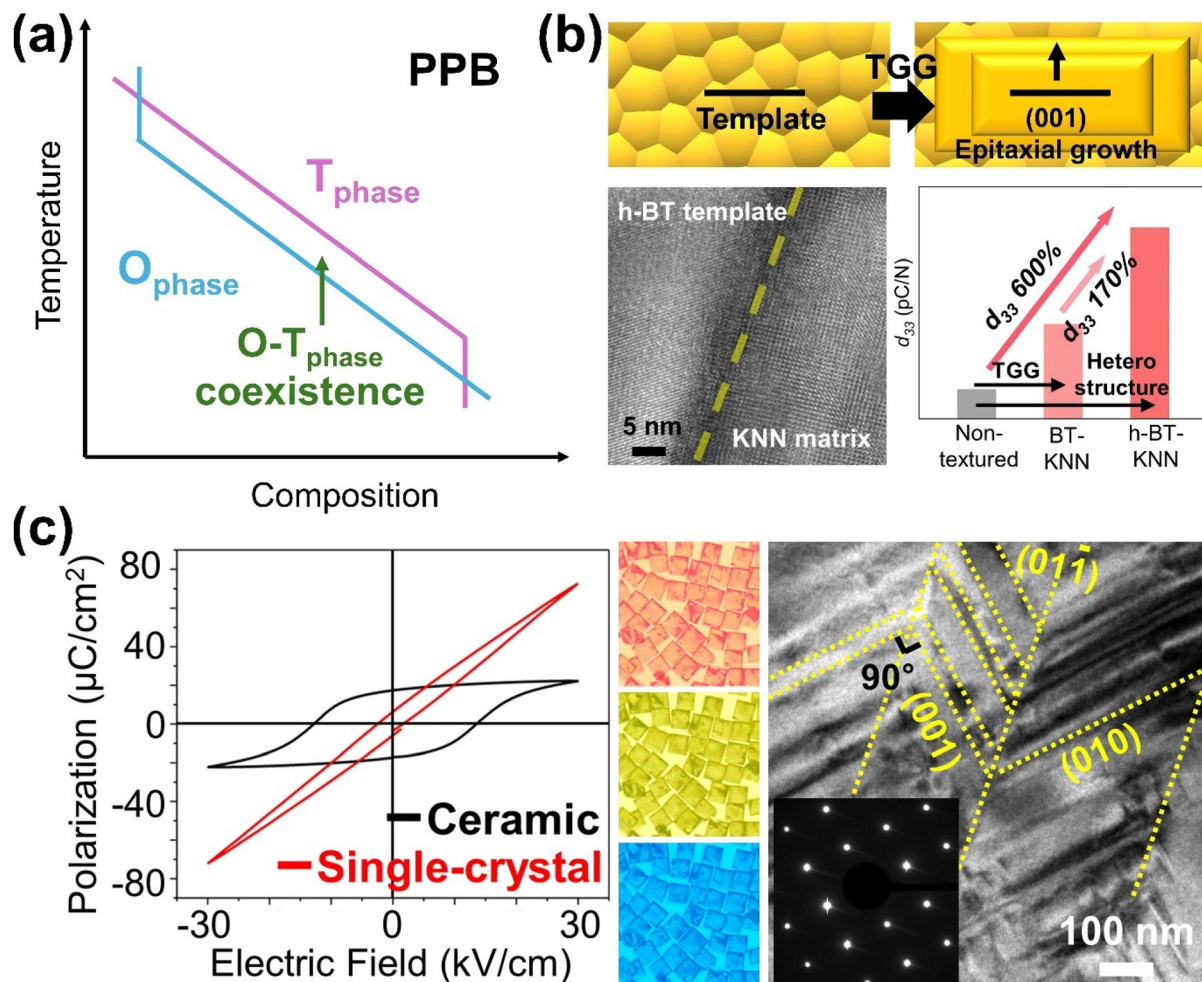 (a)
PPB
Temperature
T phase
O phase
O-T phase
coexistence
Composition
(b)
Template
TGG
(001)
Epitaxial growth
h-BT template
KNN matrix
5 nm
d33 (pC/N)
d33 600%
d33 170%
TGG
Hetero
structure
Non-
textured
BT-
KNN
h-BT-
KNN
(c)
Polarization (μC/cm²)
80
40
0
-40
-80
Ceramic
Single-crystal
-30
0
30
Electric Field (kV/cm)
90°
(001)
(011̄)
(010)
100 nm